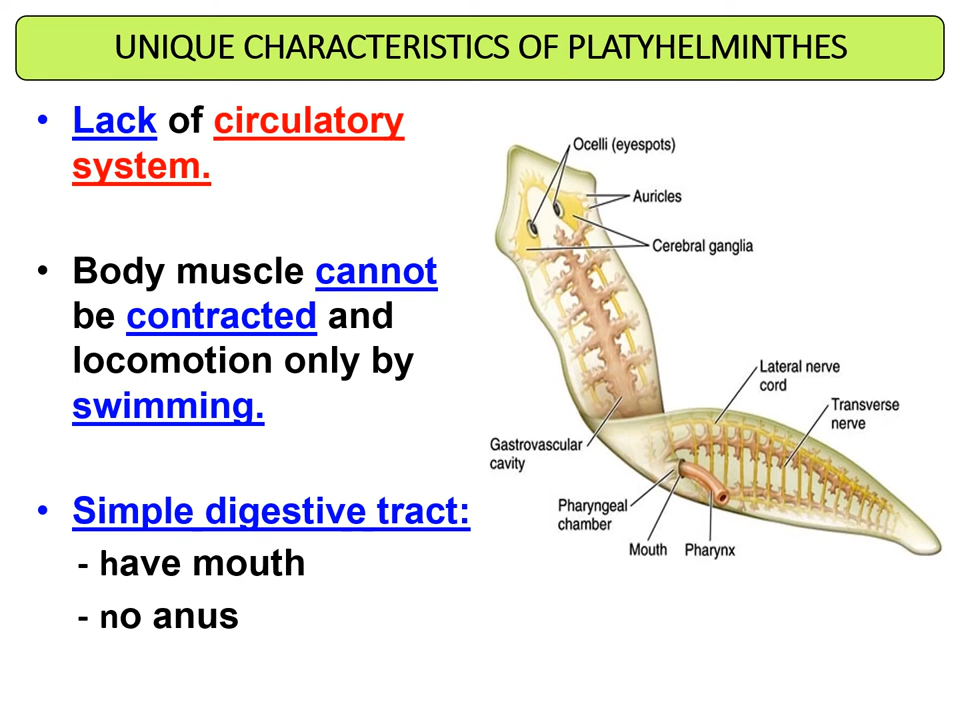 UNIQUE CHARACTERISTICS OF PLATYHELMINTHES
• Lack of circulatory
system.
• Body muscle cannot
be contracted and
locomotion only by
swimming.
• Simple digestive tract:
- have mouth
- no anus
Ocelli (eyespots)
Auricles
Cerebral ganglia
Lateral nerve
cord
Transverse
nerve
Gastrovascular
cavity
Pharyngeal
chamber
Mouth
Pharynx